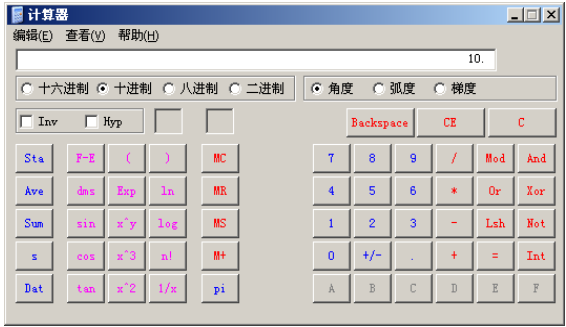 计算器
编辑(E) 查看(V) 帮助(H)
10.
十六进制 十进制 八进制 二进制 角度 弧度 梯度
Inv Hyp Backspace CE C
Sta F-E ( ) MC 7 8 9 / Mod And
Ave dms Exp ln MR 4 5 6 * Or Xor
Sum sin x^y log MS 1 2 3 - Lsh Not
s cos x^3 n! M+ 0 +/- . + = Int
Dat tan x^2 1/x pi A B C D E F